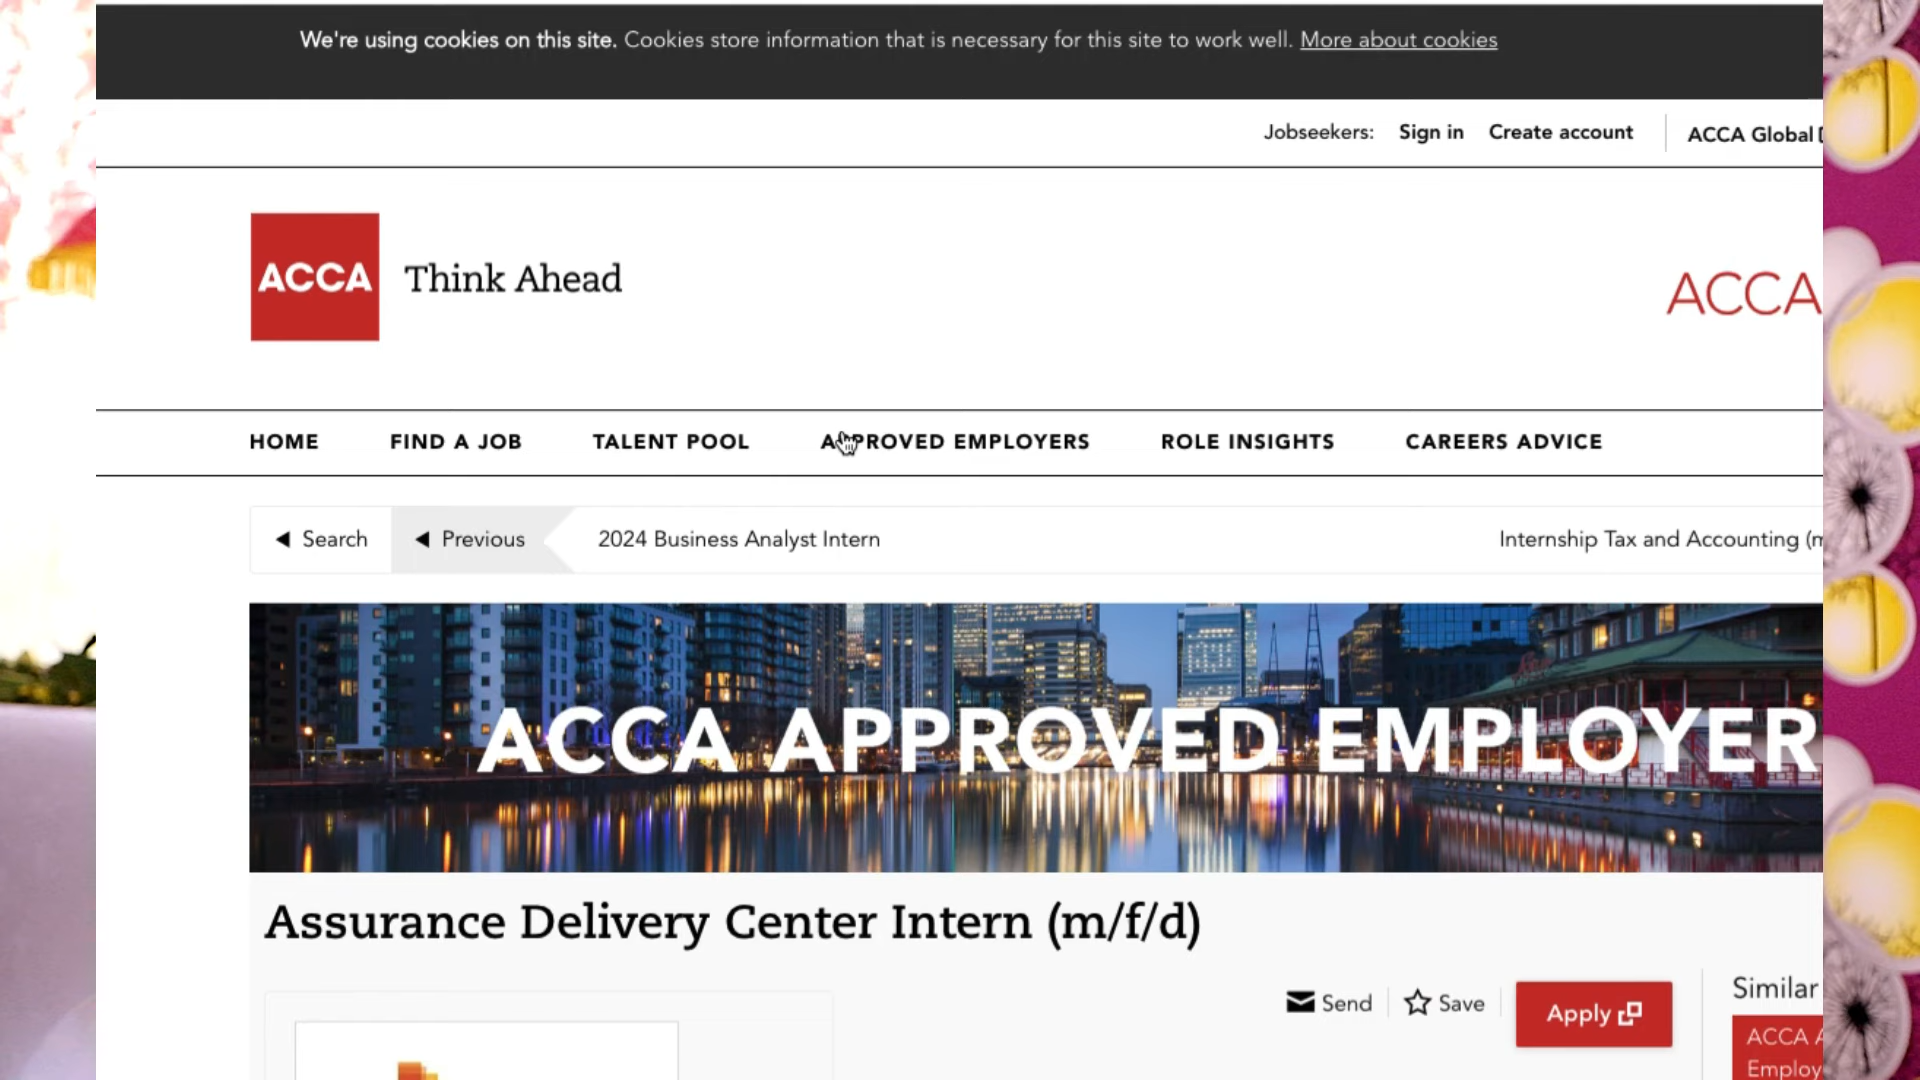 We're using cookies on this site. Cookies store information that is necessary for this site to work well. More about cookies
Jobseekers: Sign in Create account ACCA Global
ACCA Think Ahead
ACCA
HOME FIND A JOB TALENT POOL APPROVED EMPLOYERS ROLE INSIGHTS CAREERS ADVICE
Search Previous 2024 Business Analyst Intern Internship Tax and Accounting
ACCA APPROVED EMPLOYER
Assurance Delivery Center Intern (m/f/d)
Send Save Apply
Similar
ACCA
Employ